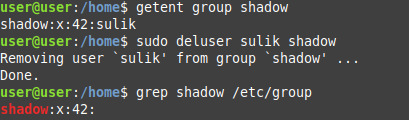 user@user:/home$ getent group shadow
shadow:x:42:sulik
user@user:/home$ sudo deluser sulik shadow
Removing user `sulik' from group `shadow' ...
Done.
user@user:/home$ grep shadow /etc/group
shadow:x:42: